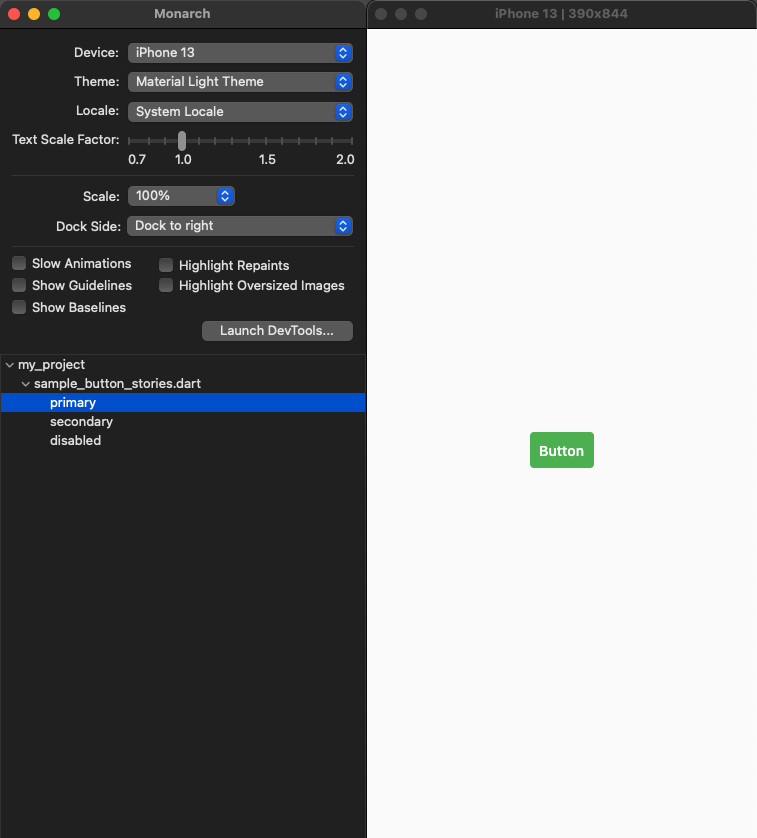 Monarch
iPhone 13 | 390x844
Device: iPhone 13
Theme: Material Light Theme
Locale: System Locale
Text Scale Factor:
0.7 1.0 1.5 2.0
Scale: 100%
Dock Side: Dock to right
Slow Animations Highlight Repaints
Show Guidelines Highlight Oversized Images
Show Baselines
Launch DevTools...
my_project
sample_button_stories.dart
primary
secondary
disabled
Button